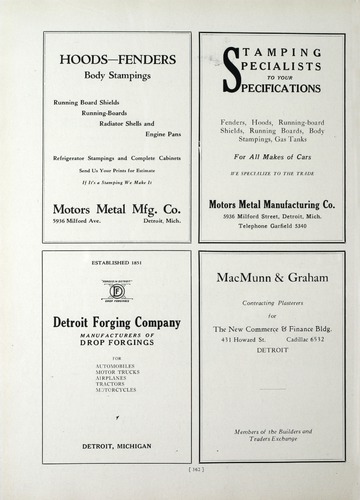 HOODS—FENDERS
Body Stampings
Running Board Shields
Running-Boards
Radiator Shells and
Engine Pans
Refrigerator Stampings and Complete Cabinets
Send Us Your Prints for Estimate
If It's a Stamping We Make It
Motors Metal Mfg. Co.
5936 Milford Ave. Detroit, Mich.
STAMPING
SPECIALISTS
TO YOUR
SPECIFICATIONS
Fenders, Hoods, Running-board
Shields, Running Boards, Body
Stampings, Gas Tanks
For All Makes of Cars
WE SPECIALIZE TO THE TRADE
Motors Metal Manufacturing Co.
5936 Milford Street, Detroit, Mich.
Telephone Garfield 5340
ESTABLISHED 1851
DROP FORGINGS
Detroit Forging Company
MANUFACTURERS OF
DROP FORGINGS
FOR
AUTOMOBILES
MOTOR TRUCKS
AIRPLANES
TRACTORS
MOTORCYCLES
DETROIT, MICHIGAN
MacMunn & Graham
Contracting Plasterers
for
The New Commerce & Finance Bldg.
431 Howard St. Cadillac 6532
DETROIT
Members of the Builders and
Traders Exchange
[ 162 ]